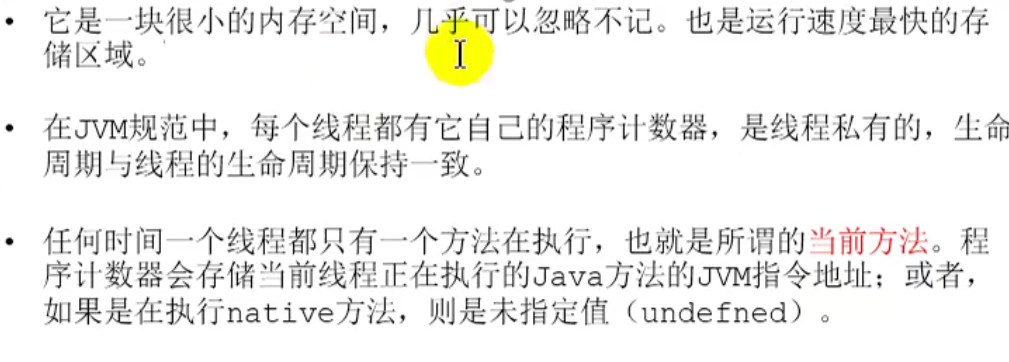 • 它是一块很小的内存空间，几乎可以忽略不记。也是运行速度最快的存
储区域。
• 在JVM规范中，每个线程都有它自己的程序计数器，是线程私有的，生命
周期与线程的生命周期保持一致。
• 任何时间一个线程都只有一个方法在执行，也就是所谓的当前方法。程
序计数器会存储当前线程正在执行的Java方法的JVM指令地址；或者，
如果是在执行native方法，则是未指定值（undefned）。